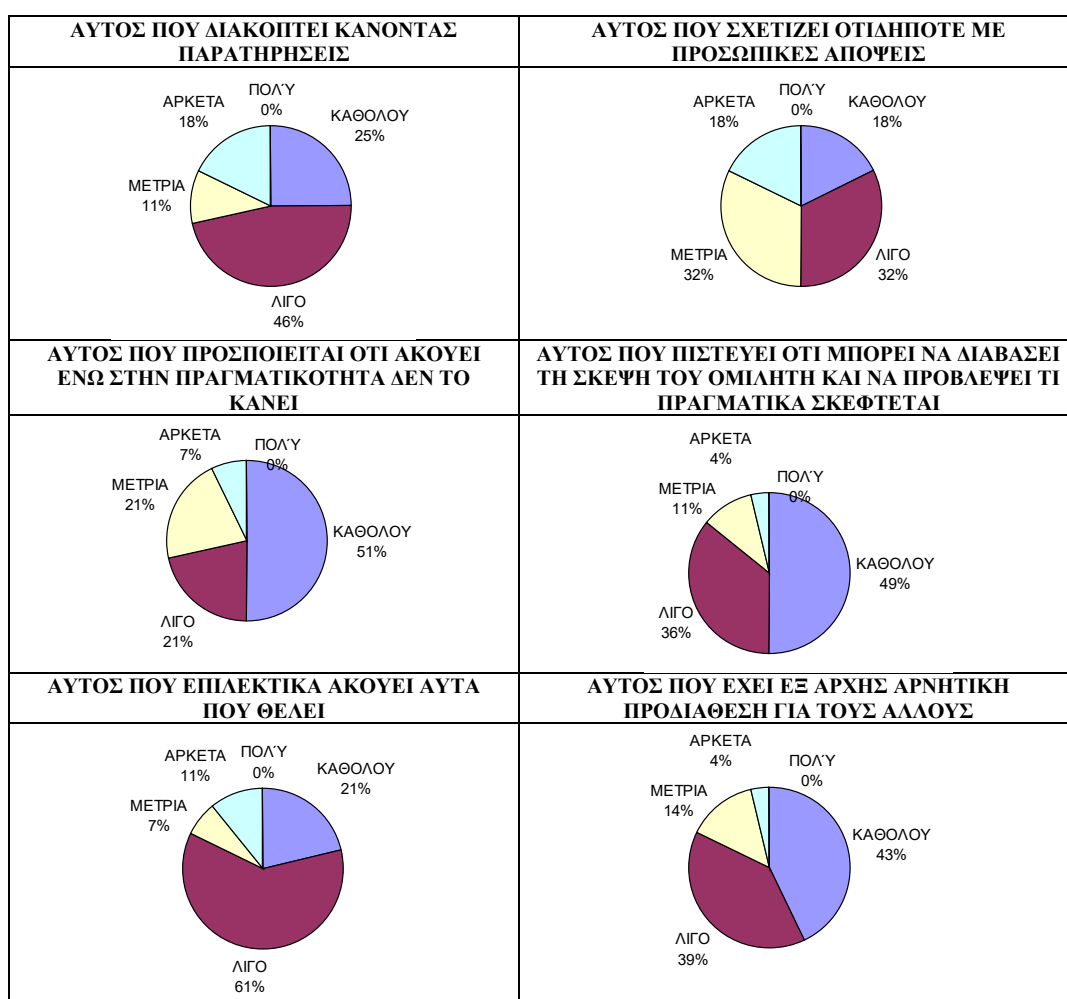 ΑΥΤΟΣ ΠΟΥ ΔΙΑΚΟΠΤΕΙ ΚΑΝΟΝΤΑΣ
ΠΑΡΑΤΗΡΗΣΕΙΣ
ΠΟΛΎ
0%
ΑΡΚΕΤΑ
18%
ΚΑΘΟΛΟΥ
25%
ΜΕΤΡΙΑ
11%
ΛΙΓΟ
46%
ΑΥΤΟΣ ΠΟΥ ΣΧΕΤΙΖΕΙ ΟΤΙΔΗΠΟΤΕ ΜΕ
ΠΡΟΣΩΠΙΚΕΣ ΑΠΟΨΕΙΣ
ΠΟΛΎ
0%
ΑΡΚΕΤΑ
18%
ΚΑΘΟΛΟΥ
18%
ΜΕΤΡΙΑ
32%
ΛΙΓΟ
32%
ΑΥΤΟΣ ΠΟΥ ΠΡΟΣΠΟΙΕΙΤΑΙ ΟΤΙ ΑΚΟΥΕΙ
ΕΝΩ ΣΤΗΝ ΠΡΑΓΜΑΤΙΚΟΤΗΤΑ ΔΕΝ ΤΟ
ΚΑΝΕΙ
ΑΡΚΕΤΑ
7%
ΠΟΛΎ
0%
ΜΕΤΡΙΑ
21%
ΚΑΘΟΛΟΥ
51%
ΛΙΓΟ
21%
ΑΥΤΟΣ ΠΟΥ ΠΙΣΤΕΥΕΙ ΟΤΙ ΜΠΟΡΕΙ ΝΑ ΔΙΑΒΑΣΕΙ
ΤΗ ΣΚΕΨΗ ΤΟΥ ΟΜΙΛΗΤΗ ΚΑΙ ΝΑ ΠΡΟΒΛΕΨΕΙ ΤΙ
ΠΡΑΓΜΑΤΙΚΑ ΣΚΕΦΤΕΤΑΙ
ΑΡΚΕΤΑ
4%
ΠΟΛΎ
0%
ΜΕΤΡΙΑ
11%
ΚΑΘΟΛΟΥ
49%
ΛΙΓΟ
36%
ΑΥΤΟΣ ΠΟΥ ΕΠΙΛΕΚΤΙΚΑ ΑΚΟΥΕΙ ΑΥΤΑ
ΠΟΥ ΘΕΛΕΙ
ΑΡΚΕΤΑ
11%
ΠΟΛΎ
0%
ΚΑΘΟΛΟΥ
21%
ΜΕΤΡΙΑ
7%
ΛΙΓΟ
61%
ΑΥΤΟΣ ΠΟΥ ΕΧΕΙ ΕΞ ΑΡΧΗΣ ΑΡΝΗΤΙΚΗ
ΠΡΟΔΙΑΘΕΣΗ ΓΙΑ ΤΟΥΣ ΑΛΛΟΥΣ
ΑΡΚΕΤΑ
4%
ΠΟΛΎ
0%
ΜΕΤΡΙΑ
14%
ΚΑΘΟΛΟΥ
43%
ΛΙΓΟ
39%